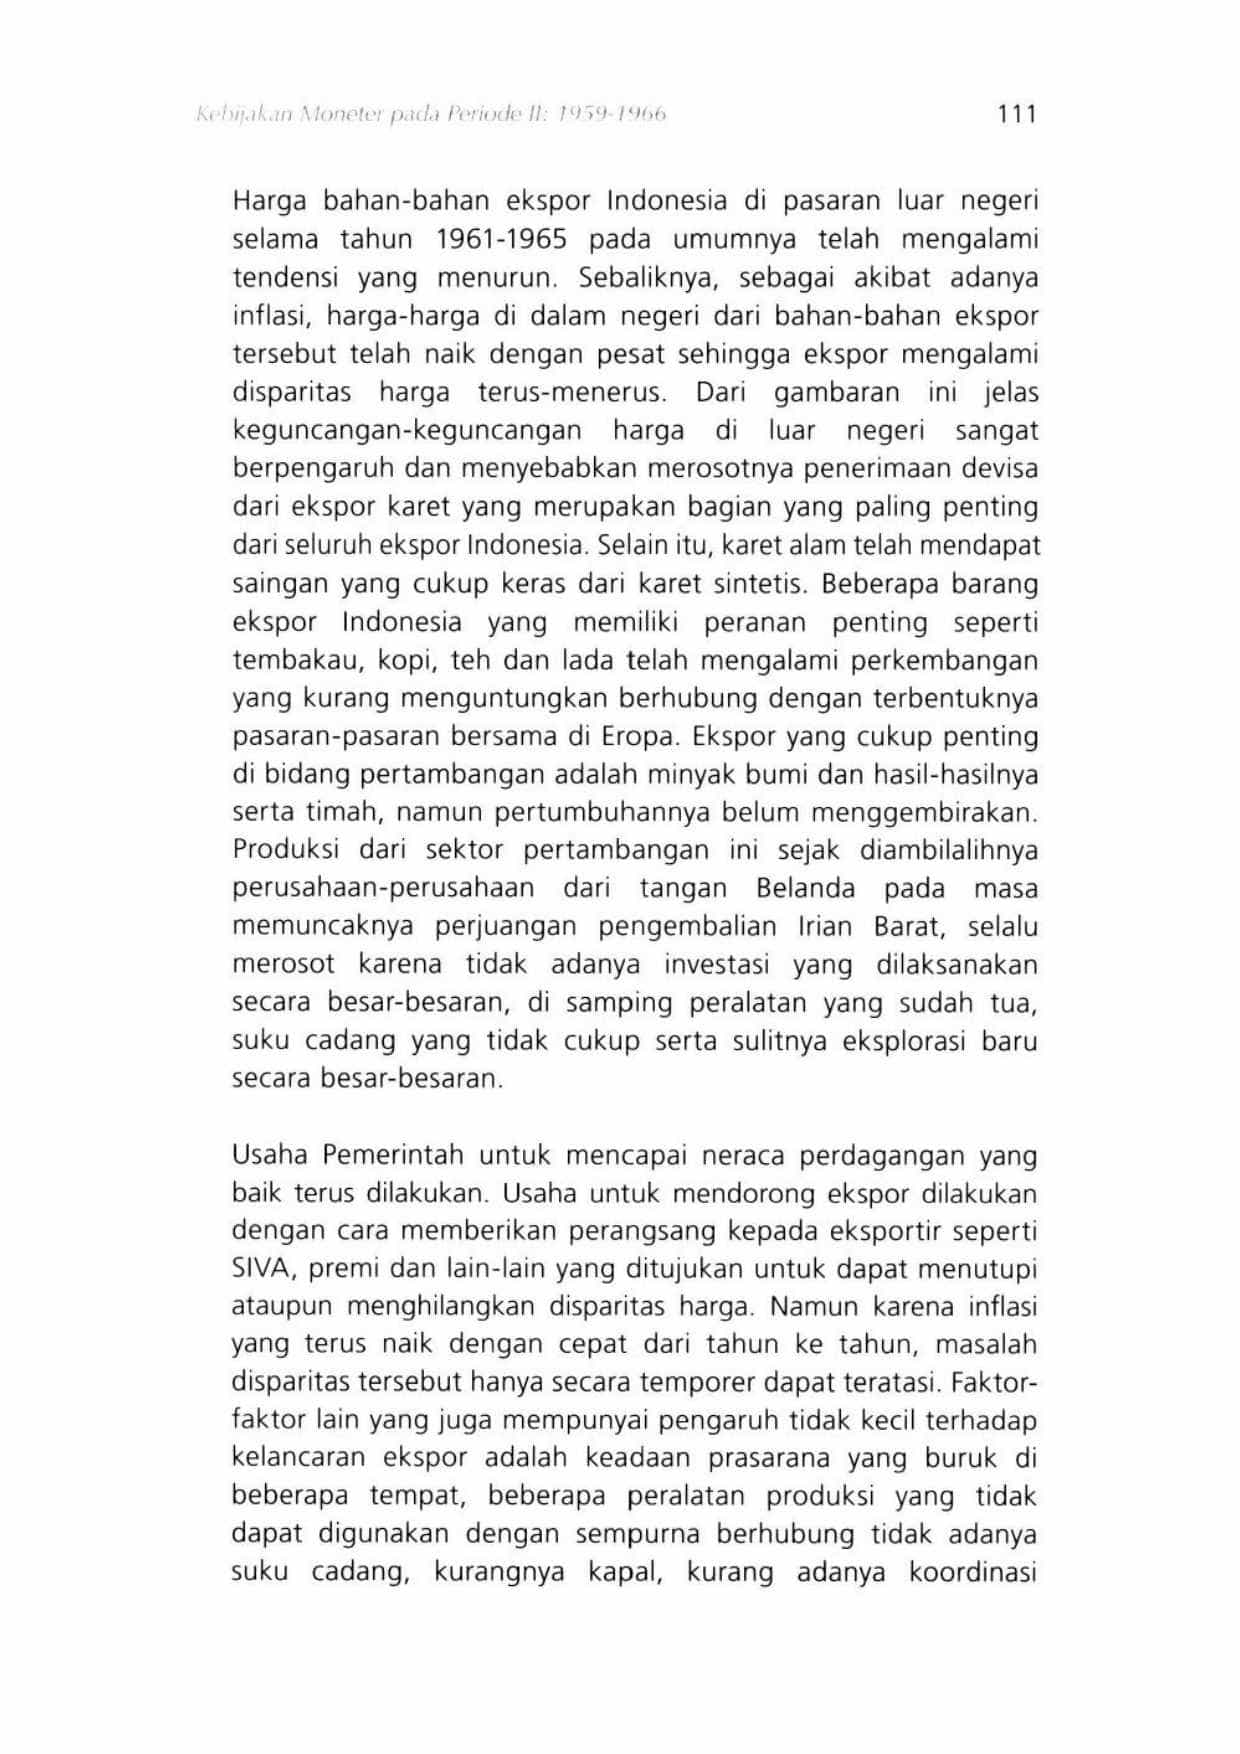 Kebijakan Moneter pada Periode II: 1959-1966
111
Harga bahan-bahan ekspor Indonesia di pasaran luar negeri
selama tahun 1961-1965 pada umumnya telah mengalami
tendensi yang menurun. Sebaliknya, sebagai akibat adanya
inflasi, harga-harga di dalam negeri dari bahan-bahan ekspor
tersebut telah naik dengan pesat sehingga ekspor mengalami
disparitas harga terus-menerus. Dari gambaran ini jelas
keguncangan-keguncangan harga di luar negeri sangat
berpengaruh dan menyebabkan merosotnya penerimaan devisa
dari ekspor karet yang merupakan bagian yang paling penting
dari seluruh ekspor Indonesia. Selain itu, karet alam telah mendapat
saingan yang cukup keras dari karet sintetis. Beberapa barang
ekspor Indonesia yang memiliki peranan penting seperti
tembakau, kopi, teh dan lada telah mengalami perkembangan
yang kurang menguntungkan berhubung dengan terbentuknya
pasaran-pasaran bersama di Eropa. Ekspor yang cukup penting
di bidang pertambangan adalah minyak bumi dan hasil-hasilnya
serta timah, namun pertumbuhannya belum menggembirakan.
Produksi dari sektor pertambangan ini sejak diambilalihnya
perusahaan-perusahaan dari tangan Belanda pada masa
memuncaknya perjuangan pengembalian Irian Barat, selalu
merosot karena tidak adanya investasi yang dilaksanakan
secara besar-besaran, di samping peralatan yang sudah tua,
suku cadang yang tidak cukup serta sulitnya eksplorasi baru
secara besar-besaran.
Usaha Pemerintah untuk mencapai neraca perdagangan yang
baik terus dilakukan. Usaha untuk mendorong ekspor dilakukan
dengan cara memberikan perangsang kepada eksportir seperti
SIVA, premi dan lain-lain yang ditujukan untuk dapat menutupi
ataupun menghilangkan disparitas harga. Namun karena inflasi
yang terus naik dengan cepat dari tahun ke tahun, masalah
disparitas tersebut hanya secara temporer dapat teratasi. Faktor-
faktor lain yang juga mempunyai pengaruh tidak kecil terhadap
kelancaran ekspor adalah keadaan prasarana yang buruk di
beberapa tempat, beberapa peralatan produksi yang tidak
dapat digunakan dengan sempurna berhubung tidak adanya
suku cadang, kurangnya kapal, kurang adanya koordinasi